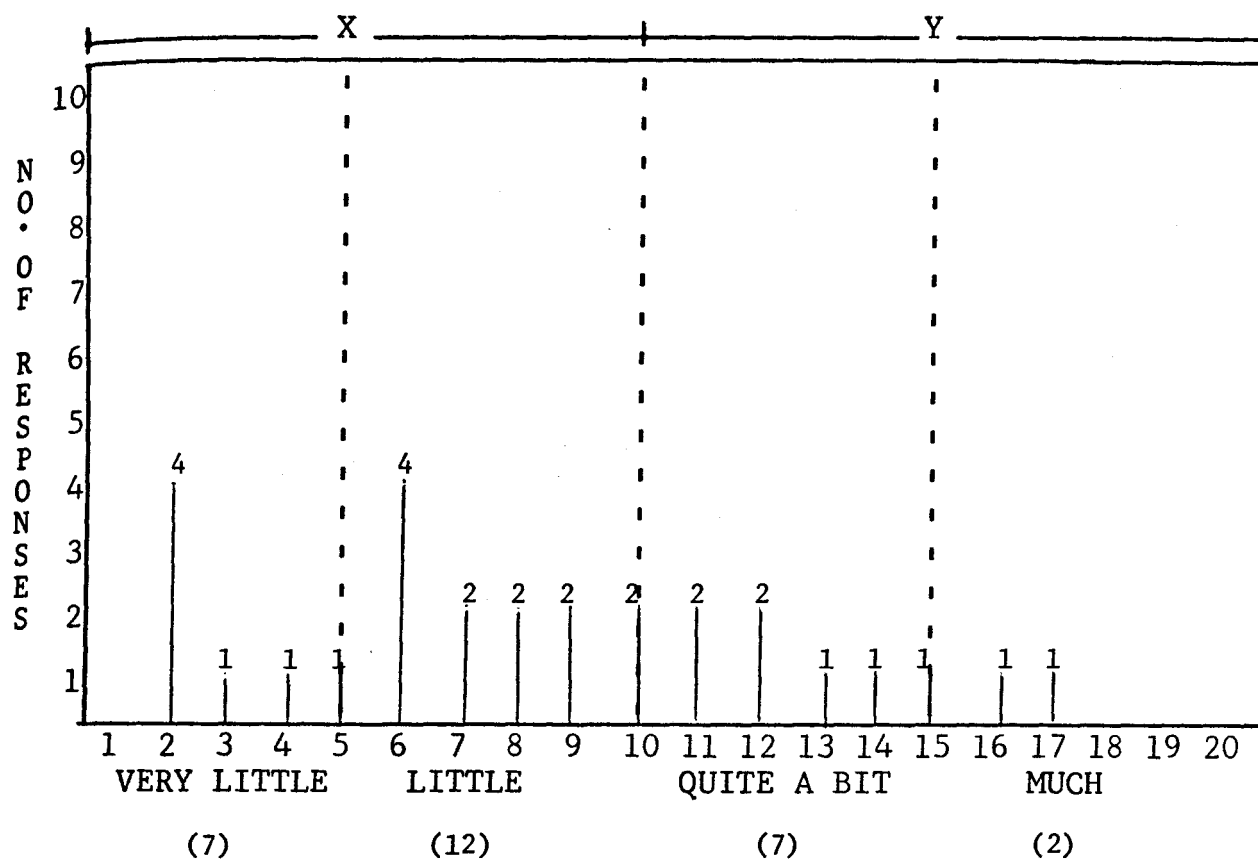 X Y
10
9
8
7
6
5
4
3
2
1
NO. OF RESPONSES
4 1 1 1 4 2 2 2 2 2 2 1 1 1 1 1
1 2 3 4 5 6 7 8 9 10 11 12 13 14 15 16 17 18 19 20
VERY LITTLE LITTLE QUITE A BIT MUCH
(7) (12) (7) (2)